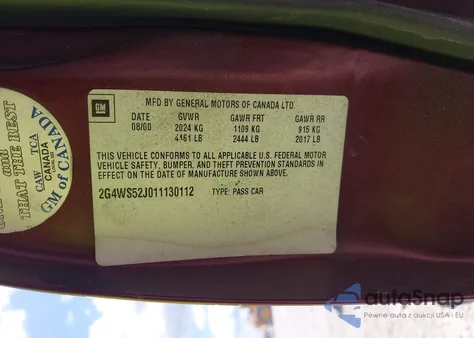 GM
MFD BY GENERAL MOTORS OF CANADA LTD.
DATE GVWR GAWR FRT GAWR RR
08/00 2024 KG 1109 KG 915 KG
4461 LB 2444 LB 2017 LB
THIS VEHICLE CONFORMS TO ALL APPLICABLE U.S. FEDERAL MOTOR
VEHICLE SAFETY, BUMPER, AND THEFT PREVENTION STANDARDS IN
EFFECT ON THE DATE OF MANUFACTURE SHOWN ABOVE.
2G4WS52J011130112 TYPE: PASS CAR
and
THAT THE BEST
CAW TCA
CANADA
GM of CANADA
autoSnap
Pewne auta z aukcji USA i EU